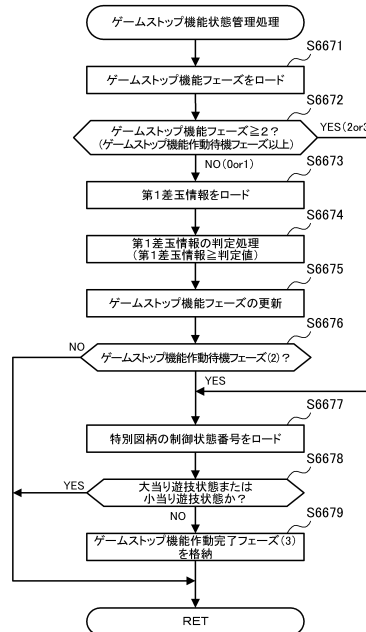 ゲームストップ機能状態管理処理
S6671
ゲームストップ機能フェーズをロード
S6672
ゲームストップ機能フェーズ≧2?
(ゲームストップ機能作動待機フェーズ以上)
YES(2or3
NO(0or1)
S6673
第1差玉情報をロード
S6674
第1差玉情報の判定処理
(第1差玉情報≧判定値)
S6675
ゲームストップ機能フェーズの更新
S6676
NO
ゲームストップ機能作動待機フェーズ(2)?
YES
S6677
特別図柄の制御状態番号をロード
S6678
YES
大当り遊技状態または
小当り遊技状態か?
NO
S6679
ゲームストップ機能作動完了フェーズ(3)
を格納
RET